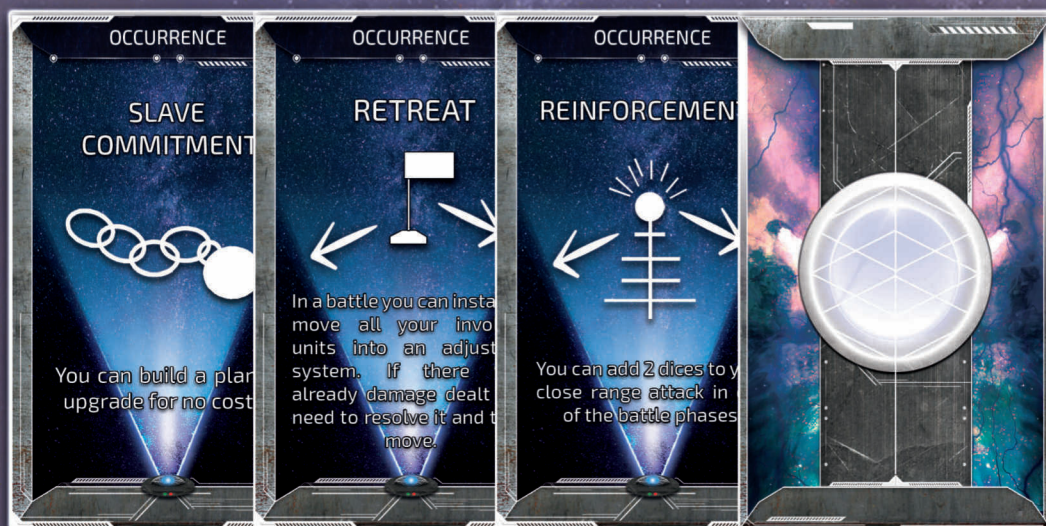 OCCURRENCE
SLAVE
COMMITMENT
You can build a plan
upgrade for no cost
OCCURRENCE
RETREAT
In a battle you can insta
move all your invo
units into an adjust
system. If there
already damage dealt
need to resolve it and t
move.
OCCURRENCE
REINFORCEMEN
You can add 2 dices to y
close range attack in
of the battle phases